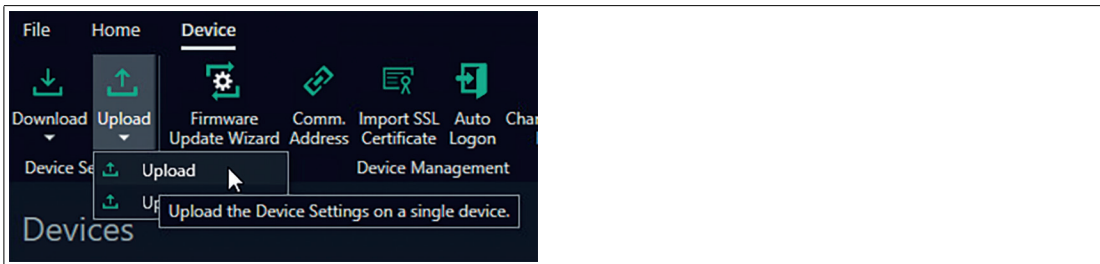 File Home Device
Download Upload Firmware Update Wizard Comm. Address Import SSL Certificate Auto Logon
Device Management
Upload
Upload the Device Settings on a single device.
Devices